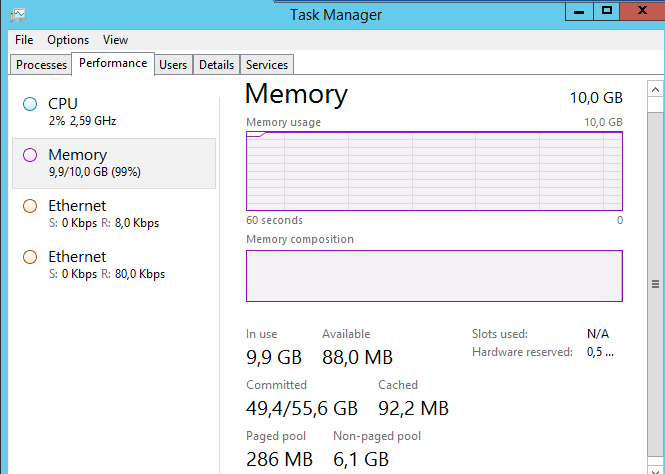 Task Manager
File Options View
Processes Performance Users Details Services
CPU
2% 2,59 GHz
Memory
9,9/10,0 GB (99%)
Ethernet
S: 0 Kbps R: 8,0 Kbps
Ethernet
S: 0 Kbps R: 80,0 Kbps
Memory 10,0 GB
Memory usage 10,0 GB
60 seconds 0
Memory composition
In use Available Slots used: N/A
9,9 GB 88,0 MB Hardware reserved: 0,5 ...
Committed Cached
49,4/55,6 GB 92,2 MB
Paged pool Non-paged pool
286 MB 6,1 GB